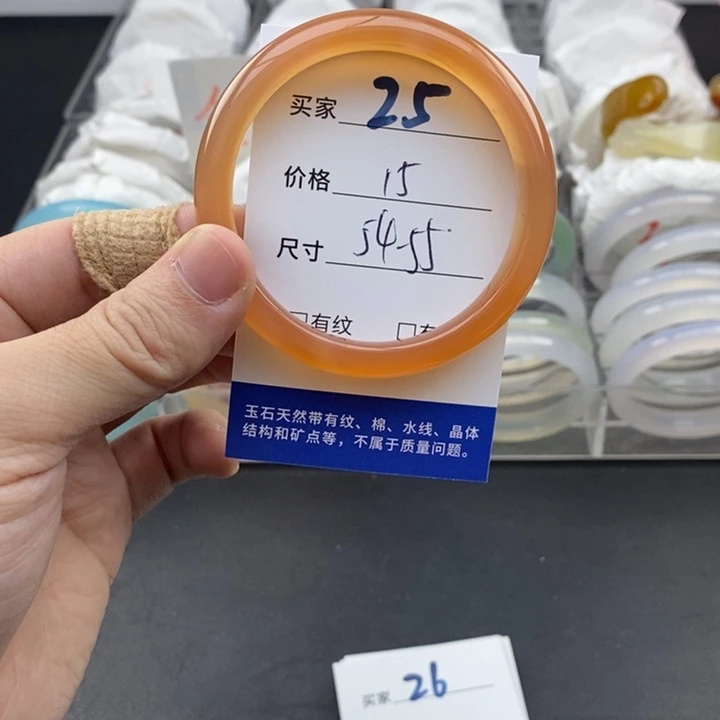 买家 25
价格 15
尺寸 54-55
□有纹 □有
玉石天然带有纹、棉、水线、晶体
结构和矿点等，不属于质量问题。
买家 26